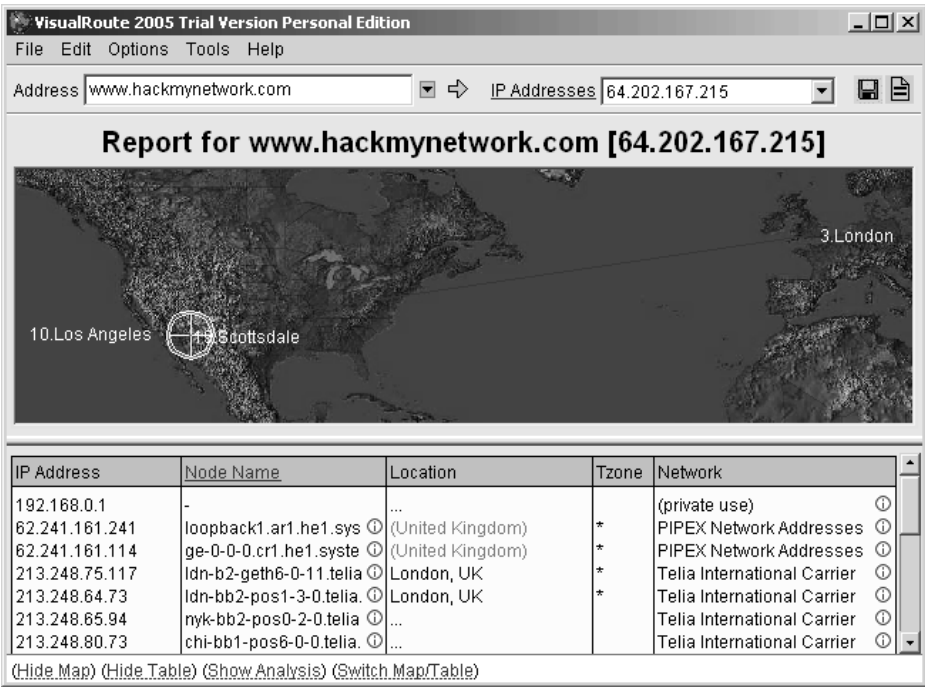 VisualRoute 2005 Trial Version Personal Edition
File Edit Options Tools Help
Address www.hackmynetwork.com IP Addresses 64.202.167.215
Report for www.hackmynetwork.com [64.202.167.215]
3.London
10.Los Angeles Scottsdale
IP Address Node Name Location Tzone Network
192.168.0.1 - ... (private use)
62.241.161.241 loopback1.ar1.he1.sys (United Kingdom) * PIPEX Network Addresses
62.241.161.114 ge-0-0-0.cr1.he1.syste (United Kingdom) * PIPEX Network Addresses
213.248.75.117 ldn-b2-geth6-0-11.telia London, UK * Telia International Carrier
213.248.64.73 ldn-bb2-pos1-3-0.telia. London, UK * Telia International Carrier
213.248.65.94 nyk-bb2-pos0-2-0.telia. ... Telia International Carrier
213.248.80.73 chi-bb1-pos6-0-0.telia. ... Telia International Carrier
(Hide Map) (Hide Table) (Show Analysis) (Switch Map/Table)